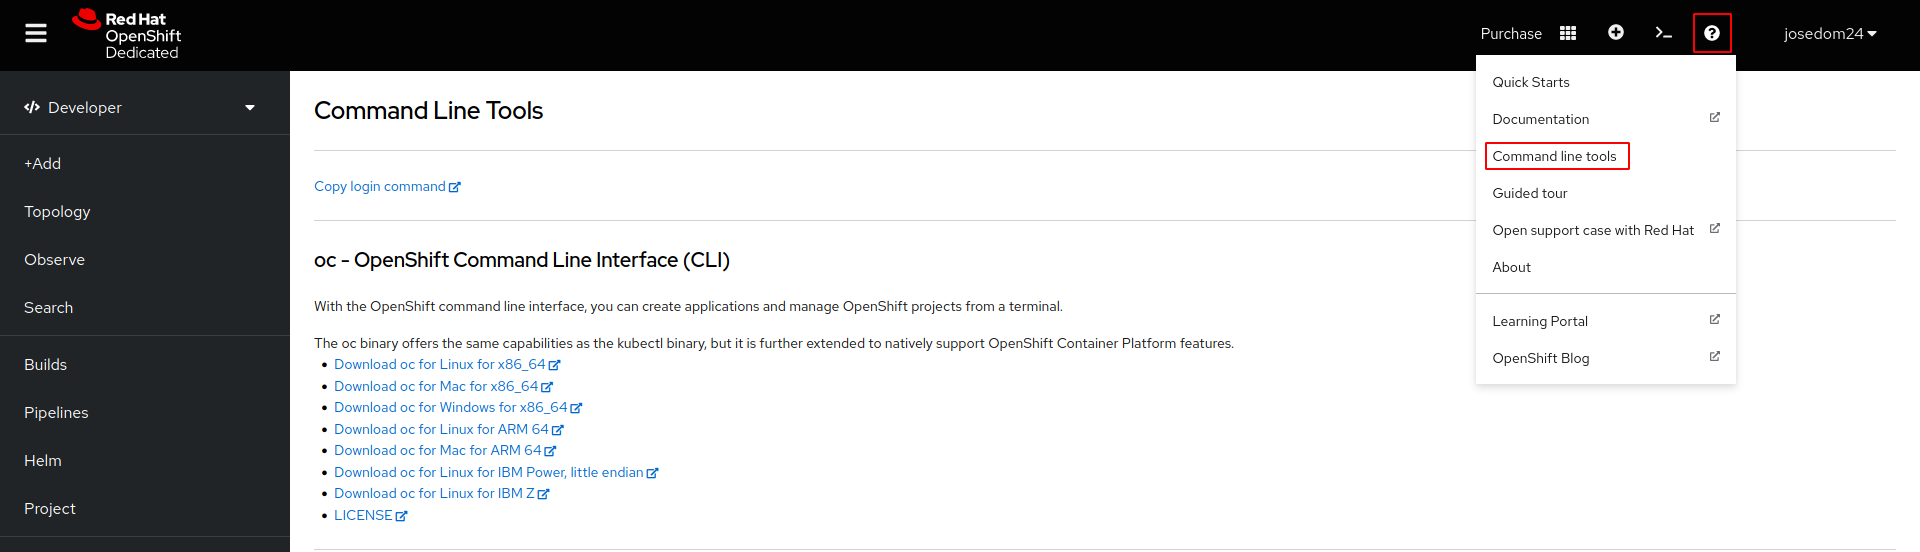 Red Hat
OpenShift
Dedicated
Purchase
josedom24
Developer
+Add
Topology
Observe
Search
Builds
Pipelines
Helm
Project
Command Line Tools
Copy login command
oc - OpenShift Command Line Interface (CLI)
With the OpenShift command line interface, you can create applications and manage OpenShift projects from a terminal.
The oc binary offers the same capabilities as the kubectl binary, but it is further extended to natively support OpenShift Container Platform features.
Download oc for Linux for x86_64
Download oc for Mac for x86_64
Download oc for Windows for x86_64
Download oc for Linux for ARM 64
Download oc for Mac for ARM 64
Download oc for Linux for IBM Power, little endian
Download oc for Linux for IBM Z
LICENSE
Quick Starts
Documentation
Command line tools
Guided tour
Open support case with Red Hat
About
Learning Portal
OpenShift Blog